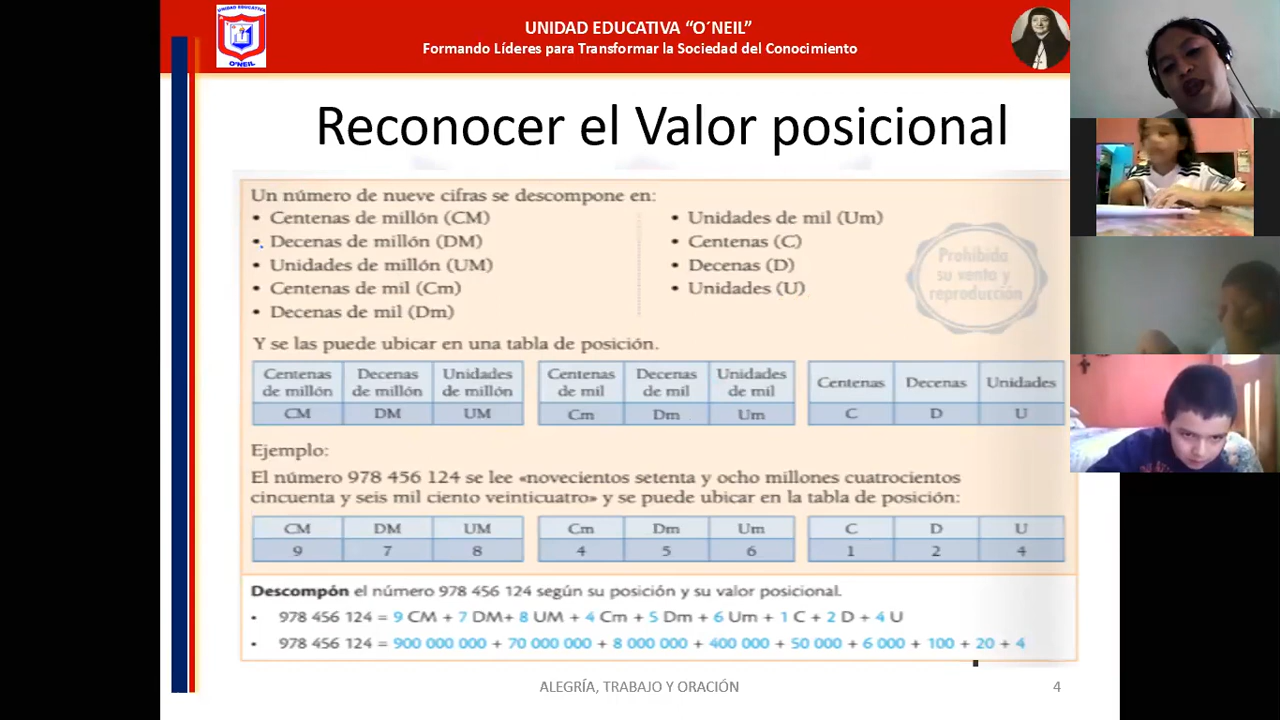 UNIDAD EDUCATIVA
O´NEIL
UNIDAD EDUCATIVA “O´NEIL”
Formando Líderes para Transformar la Sociedad del Conocimiento
Reconocer el Valor posicional
Un número de nueve cifras se descompone en:
• Centenas de millón (CM)
• Decenas de millón (DM)
• Unidades de millón (UM)
• Centenas de mil (Cm)
• Decenas de mil (Dm)
• Unidades de mil (Um)
• Centenas (C)
• Decenas (D)
• Unidades (U)
Prohibida
su venta y
reproducción
Y se las puede ubicar en una tabla de posición.
Centenas de millón Decenas de millón Unidades de millón Centenas de mil Decenas de mil Unidades de mil Centenas Decenas Unidades
CM DM UM Cm Dm Um C D U
Ejemplo:
El número 978 456 124 se lee «novecientos setenta y ocho millones cuatrocientos
cincuenta y seis mil ciento veinticuatro» y se puede ubicar en la tabla de posición:
CM DM UM Cm Dm Um C D U
9 7 8 4 5 6 1 2 4
Descompón el número 978 456 124 según su posición y su valor posicional.
• 978 456 124 = 9 CM + 7 DM+ 8 UM + 4 Cm + 5 Dm + 6 Um + 1 C + 2 D + 4 U
• 978 456 124 = 900 000 000 + 70 000 000 + 8 000 000 + 400 000 + 50 000 + 6 000 + 100 + 20 + 4
ALEGRÍA, TRABAJO Y ORACIÓN
4